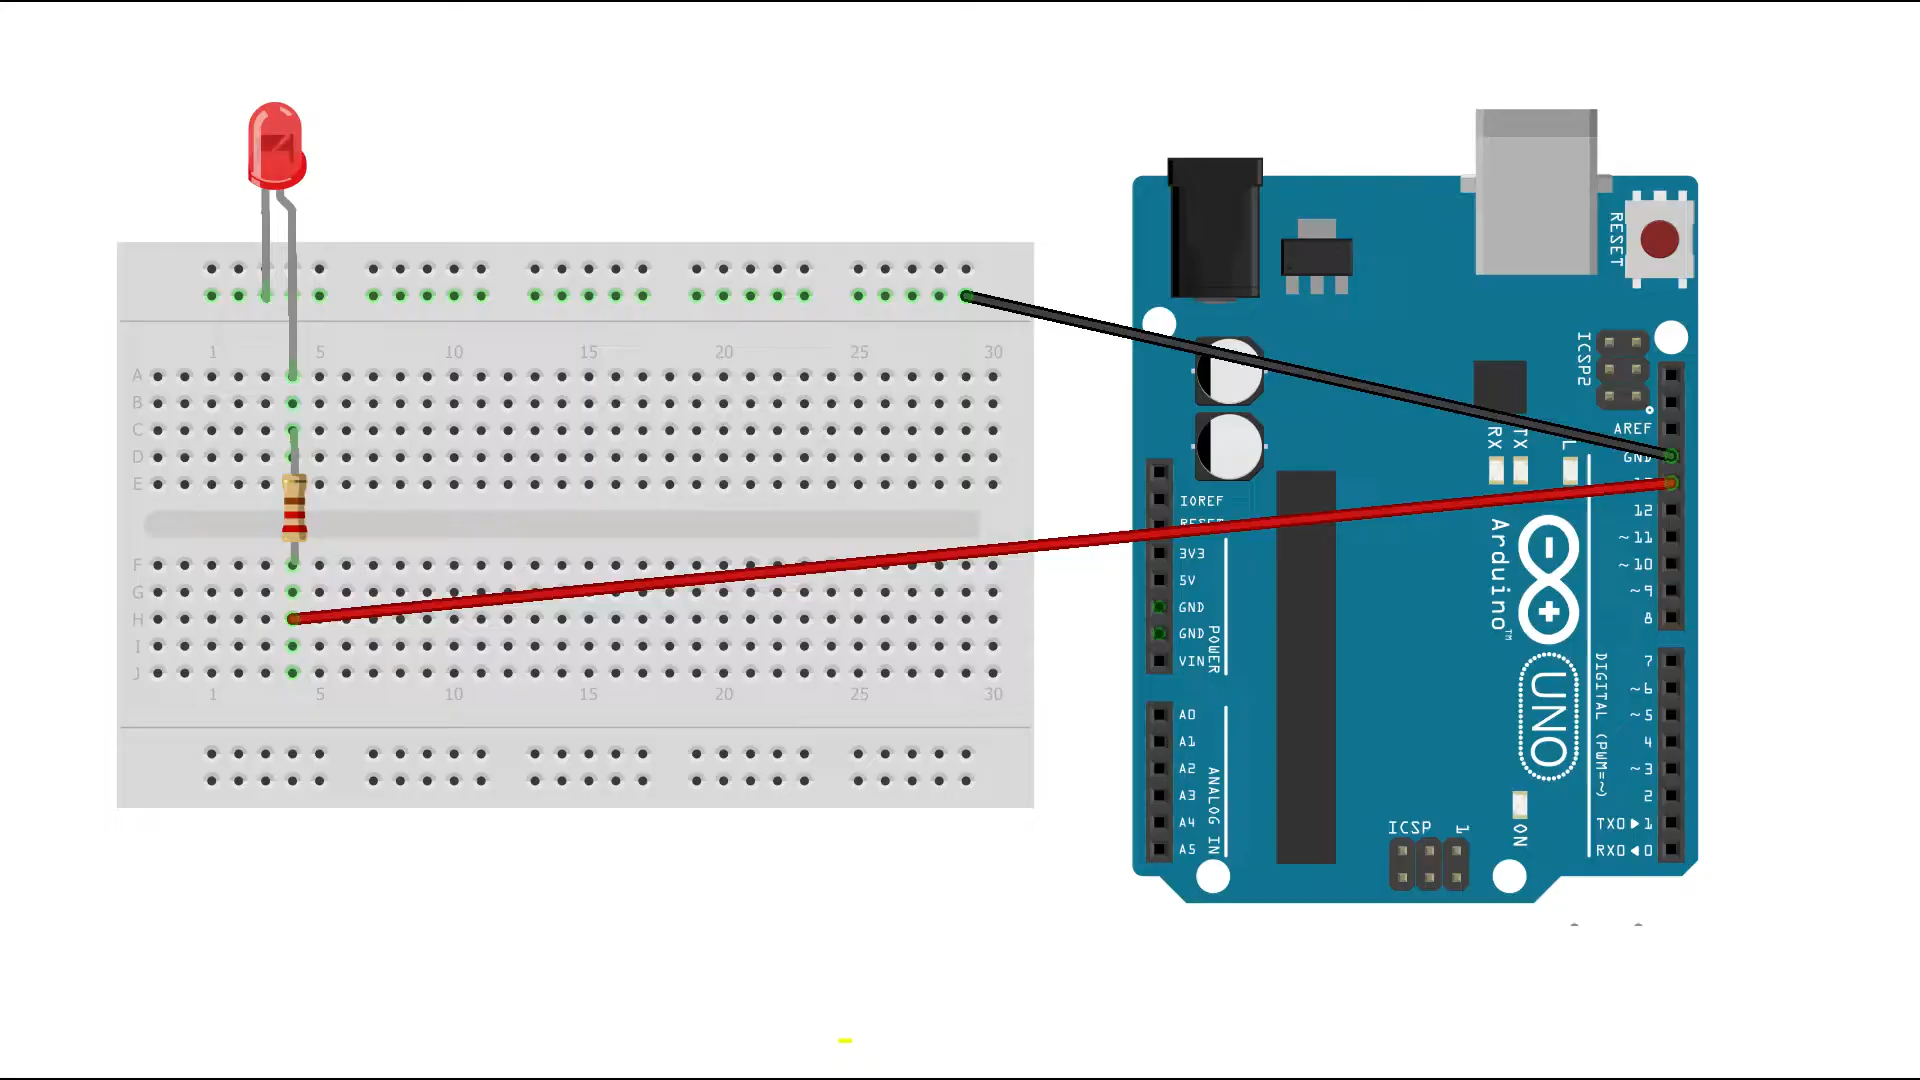 1 5 10 15 20 25 30
A
B
C
D
E
F
G
H
I
J
1 5 10 15 20 25 30
RESET
ICSP2
AREF
GND
12
~11
~10
~9
8
7
~6
~5
4
~3
2
TX0▶1
RX0◀0
DIGITAL (PWM=~)
RX
TX
L
Arduino™
UNO
ON
ICSP
1
IOREF
RESET
3V3
5V
GND
GND
VIN
POWER
A0
A1
A2
A3
A4
A5
ANALOG IN